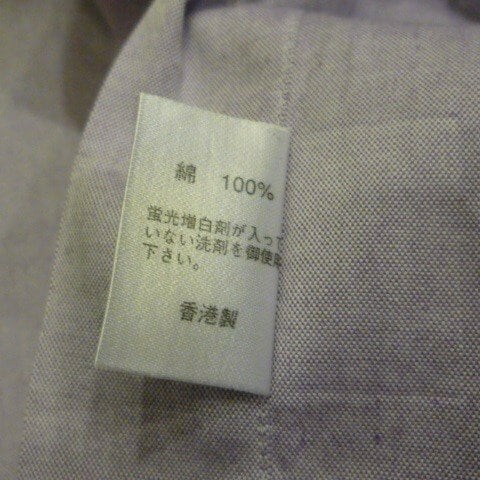 綿 100%
蛍光増白剤が入って
いない洗剤を御使用
下さい。
香港製